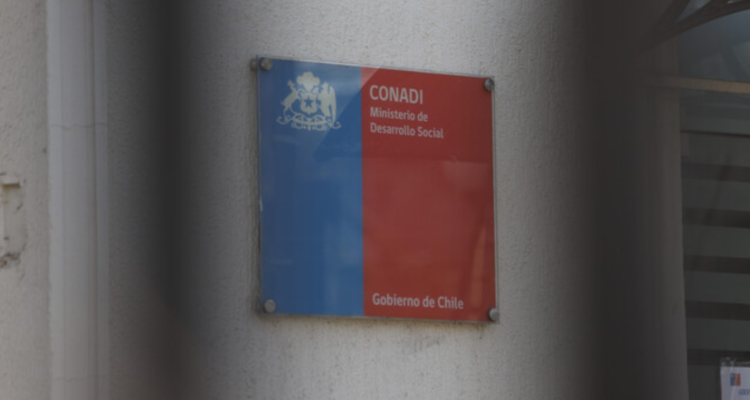 CONADI
Ministerio de
Desarrollo Social
Gobierno de Chile